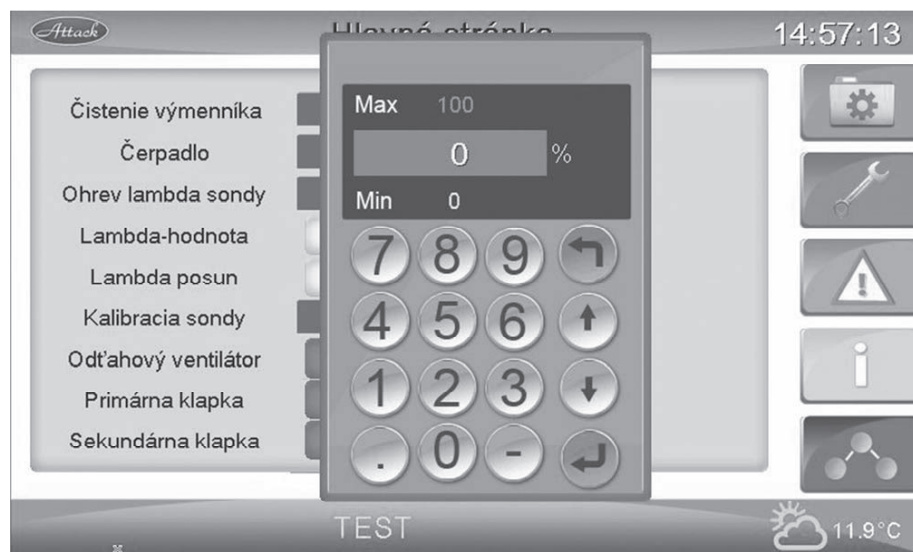 Attack
Hlavná stránka
14:57:13
Čistenie výmenníka
Čerpadlo
Ohrev lambda sondy
Lambda-hodnota
Lambda posun
Kalibracia sondy
Odťahový ventilátor
Primárna klapka
Sekundárna klapka
Max 100
0 %
Min 0
7 8 9
4 5 6
1 2 3
. 0 -
TEST
11.9°C